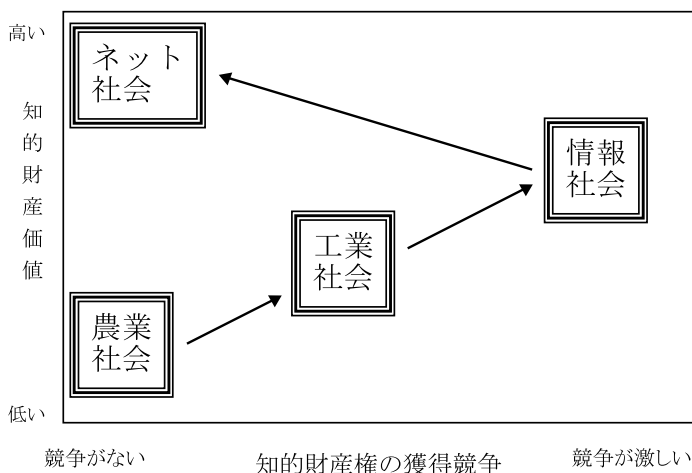 高い
ネット
社会
知的財産価値
情報
社会
工業
社会
農業
社会
低い
競争がない
知的財産権の獲得競争
競争が激しい